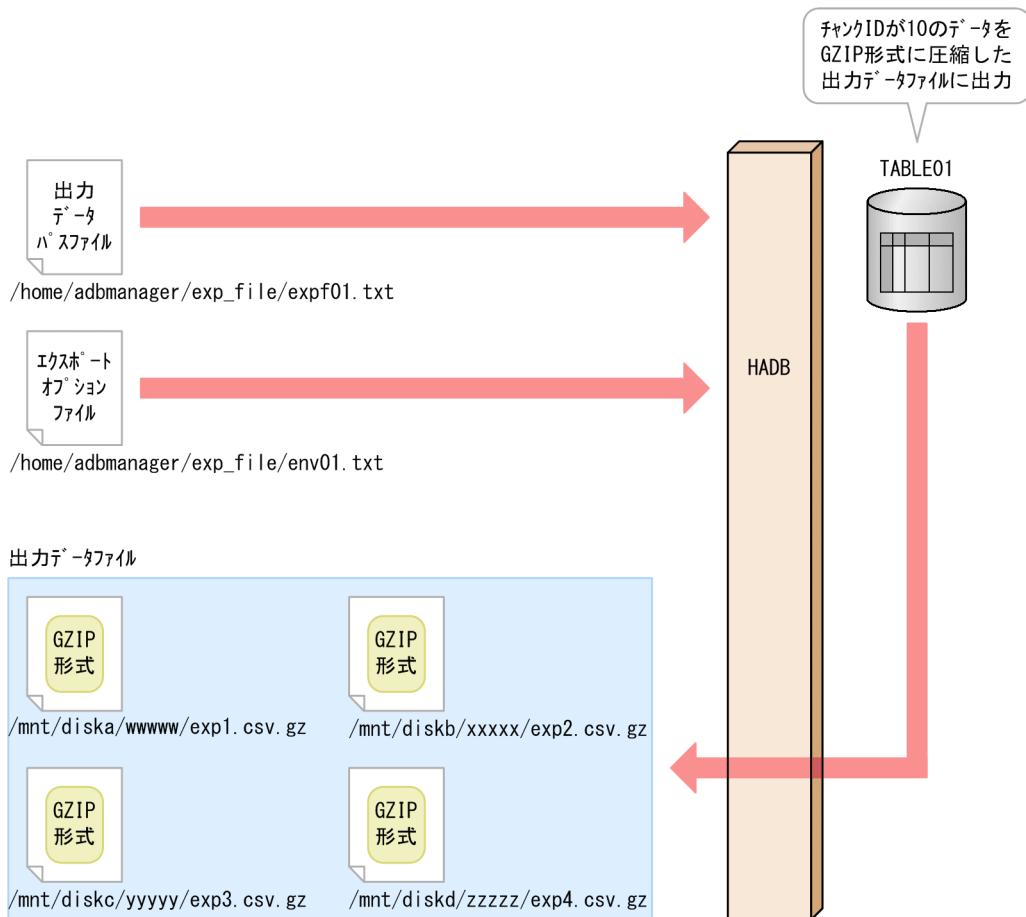 ﾁｬﾝｸIDが10のﾃﾞｰﾀを
GZIP形式に圧縮した
出力ﾃﾞｰﾀﾌｧｲﾙに出力
TABLE01
出力
ﾃﾞｰﾀ
ﾊﾟｽﾌｧｲﾙ
/home/adbmanager/exp_file/expf01.txt
ｴｸｽﾎﾟｰﾄ
ｵﾌﾟｼｮﾝ
ﾌｧｲﾙ
/home/adbmanager/exp_file/env01.txt
HADB
出力ﾃﾞｰﾀﾌｧｲﾙ
GZIP
形式
/mnt/diska/wwwww/exp1.csv.gz
GZIP
形式
/mnt/diskb/xxxxx/exp2.csv.gz
GZIP
形式
/mnt/diskc/yyyyy/exp3.csv.gz
GZIP
形式
/mnt/diskd/zzzzz/exp4.csv.gz